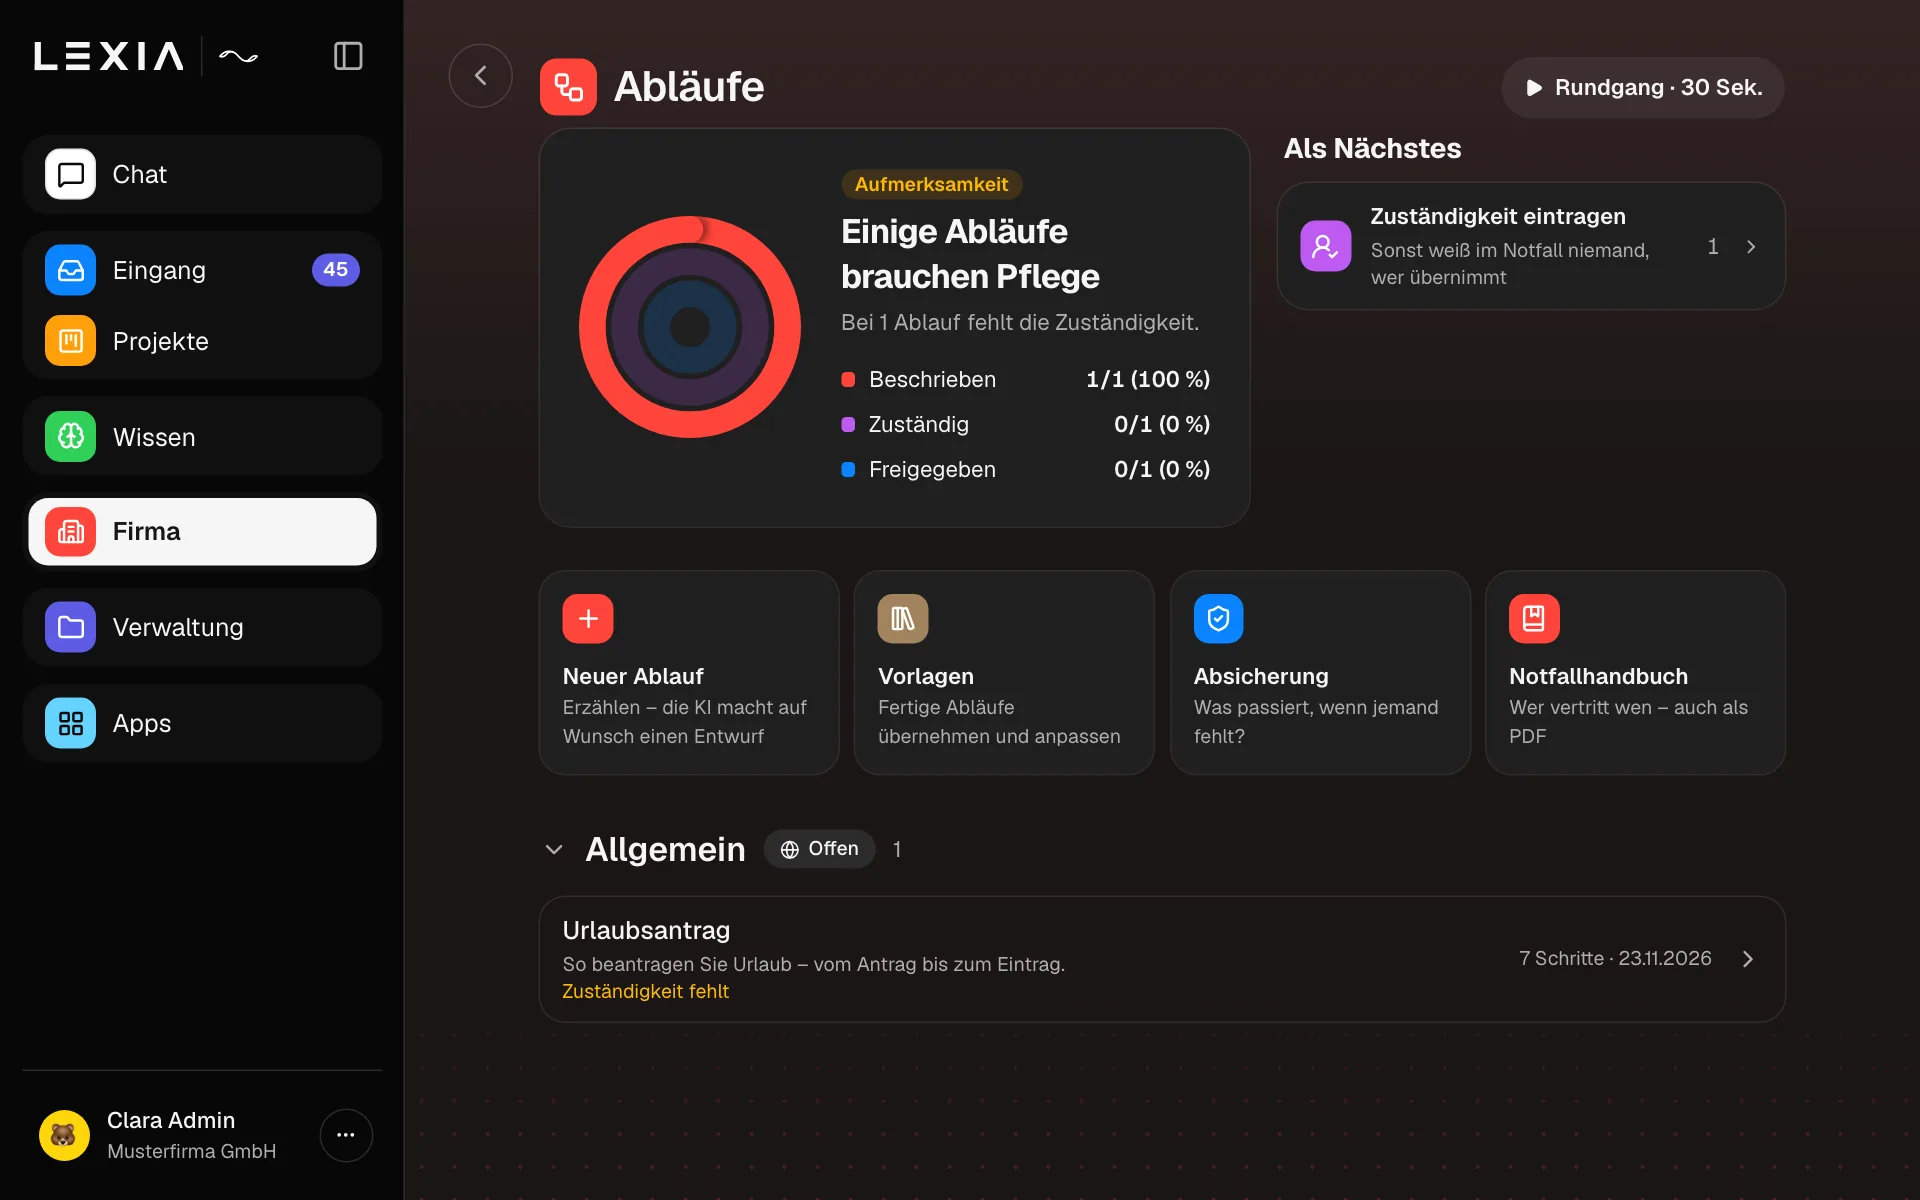 LEXIA
Chat
Eingang
45
Projekte
Wissen
Firma
Verwaltung
Apps
Clara Admin
Musterfirma GmbH
Abläufe
Rundgang · 30 Sek.
Aufmerksamkeit
Einige Abläufe
brauchen Pflege
Bei 1 Ablauf fehlt die Zuständigkeit.
Beschrieben 1/1 (100 %)
Zuständig 0/1 (0 %)
Freigegeben 0/1 (0 %)
Als Nächstes
Zuständigkeit eintragen
Sonst weiß im Notfall niemand,
wer übernimmt
1
Neuer Ablauf
Erzählen – die KI macht auf
Wunsch einen Entwurf
Vorlagen
Fertige Abläufe
übernehmen und anpassen
Absicherung
Was passiert, wenn jemand
fehlt?
Notfallhandbuch
Wer vertritt wen – auch als
PDF
Allgemein
Offen
1
Urlaubsantrag
So beantragen Sie Urlaub – vom Antrag bis zum Eintrag.
Zuständigkeit fehlt
7 Schritte · 23.11.2026